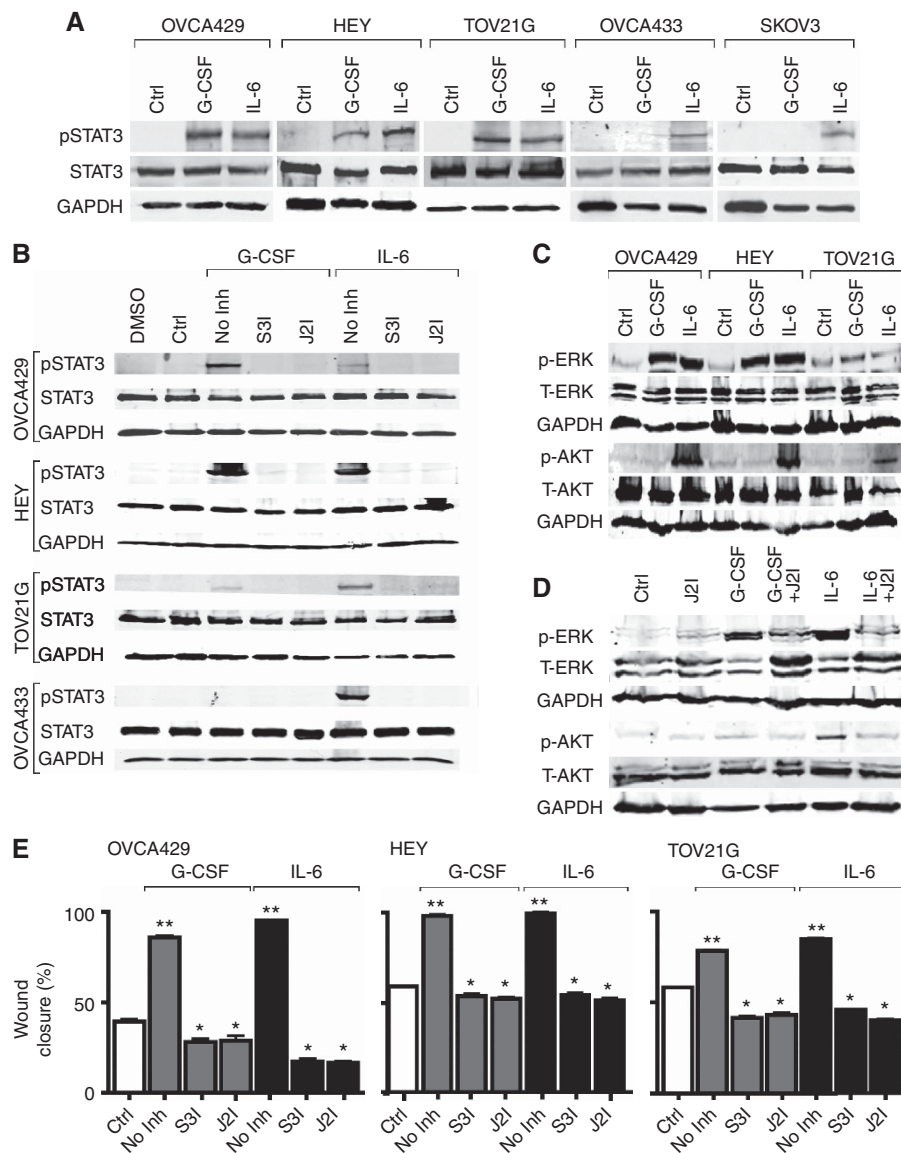 A
OVCA429 HEY TOV21G OVCA433 SKOV3
Ctrl G-CSF IL-6 Ctrl G-CSF IL-6 Ctrl G-CSF IL-6 Ctrl G-CSF IL-6 Ctrl G-CSF IL-6
pSTAT3
STAT3
GAPDH
B
G-CSF IL-6
DMSO Ctrl No Inh S3I J2I No Inh S3I J2I
OVCA429
pSTAT3
STAT3
GAPDH
HEY
pSTAT3
STAT3
GAPDH
TOV21G
pSTAT3
STAT3
GAPDH
OVCA433
pSTAT3
STAT3
GAPDH
C
OVCA429 HEY TOV21G
Ctrl G-CSF IL-6 Ctrl G-CSF IL-6 Ctrl G-CSF IL-6
p-ERK
T-ERK
GAPDH
p-AKT
T-AKT
GAPDH
D
Ctrl J2I G-CSF G-CSF +J2I IL-6 IL-6 +J2I
p-ERK
T-ERK
GAPDH
p-AKT
T-AKT
GAPDH
E
OVCA429 HEY TOV21G
G-CSF IL-6 G-CSF IL-6 G-CSF IL-6
Wound
closure (%)
100
50
0
** * * ** * *
** * * ** * *
** * * ** * *
Ctrl No Inh S3I J2I No Inh S3I J2I
Ctrl No Inh S3I J2I No Inh S3I J2I
Ctrl No Inh S3I J2I No Inh S3I J2I